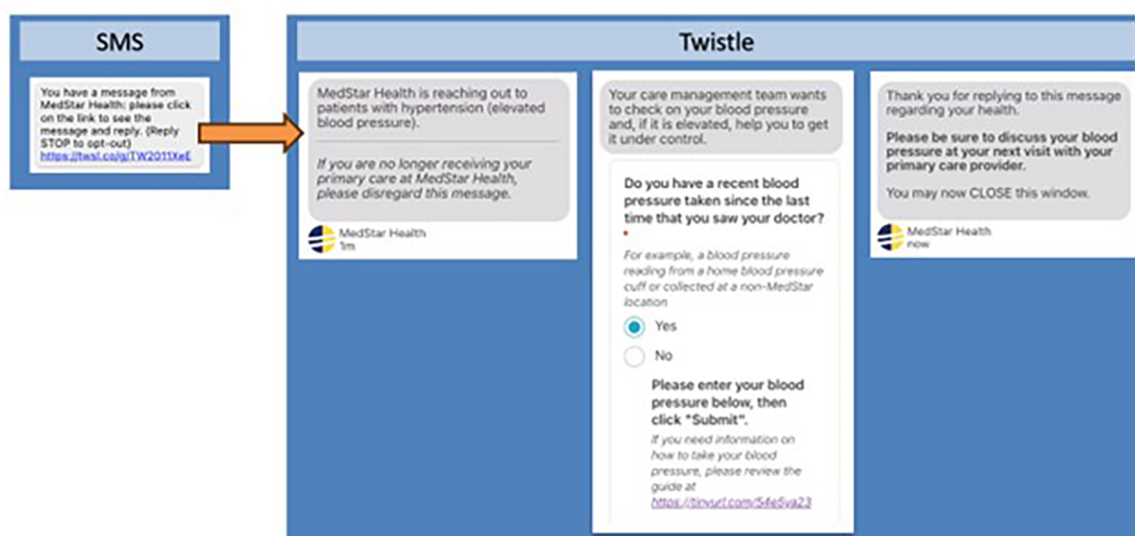 SMS
You have a message from
MedStar Health: please click
on the link to see the
message and reply. (Reply
STOP to opt-out)
https://twsl.co/g/TW2011XeE
Twistle
MedStar Health is reaching out to
patients with hypertension (elevated
blood pressure).
If you are no longer receiving your
primary care at MedStar Health,
please disregard this message.
MedStar Health
1m
Your care management team wants
to check on your blood pressure
and, if it is elevated, help you to get
it under control.
Do you have a recent blood
pressure taken since the last
time that you saw your doctor?
*
For example, a blood pressure
reading from a home blood pressure
cuff or collected at a non-MedStar
location
Yes
No
Please enter your blood
pressure below, then
click "Submit".
If you need information on
how to take your blood
pressure, please review the
guide at
https://tinyurl.com/54e5va23
Thank you for replying to this message
regarding your health.
Please be sure to discuss your blood
pressure at your next visit with your
primary care provider.
You may now CLOSE this window.
MedStar Health
now